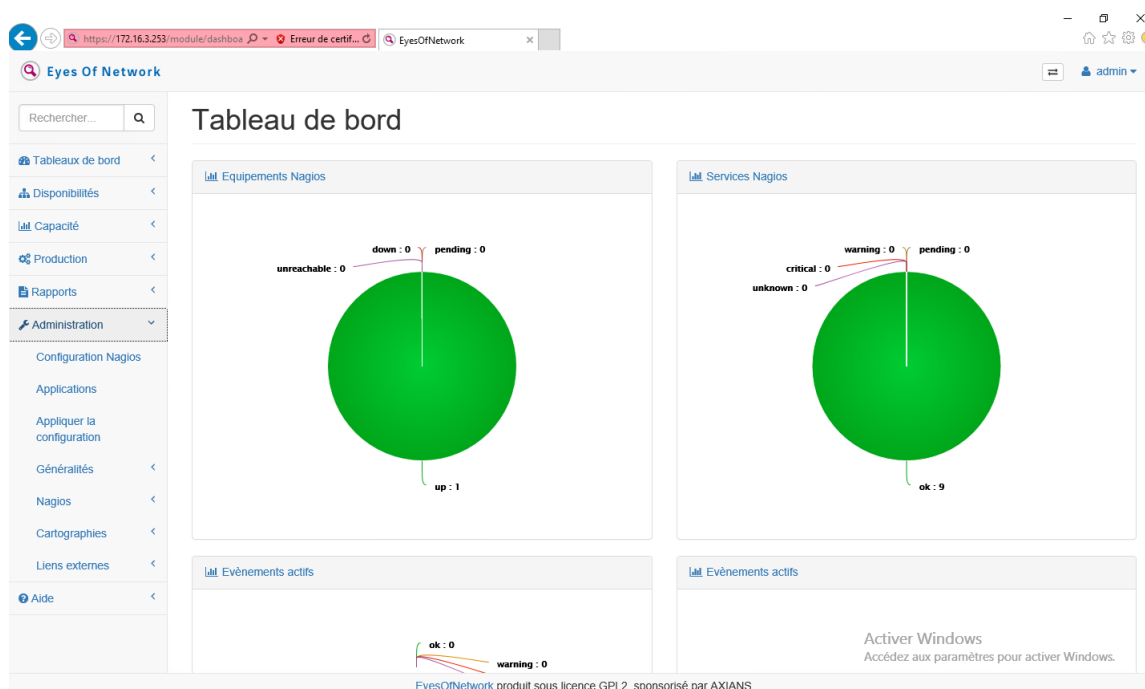 https://172.16.3.253/module/dashboa
Erreur de certif...
EyesOfNetwork
Eyes Of Network
admin
Rechercher...
Tableau de bord
Tableaux de bord
Disponibilités
Capacité
Production
Rapports
Administration
Configuration Nagios
Applications
Appliquer la
configuration
Généralités
Nagios
Cartographies
Liens externes
Aide
Equipements Nagios
down : 0
pending : 0
unreachable : 0
up : 1
Services Nagios
warning : 0
pending : 0
critical : 0
unknown : 0
ok : 9
Evènements actifs
ok : 0
warning : 0
Evènements actifs
Activer Windows
Accédez aux paramètres pour activer Windows.
EyesOfNetwork produit sous licence GPL2, sponsorisé par AXIANS